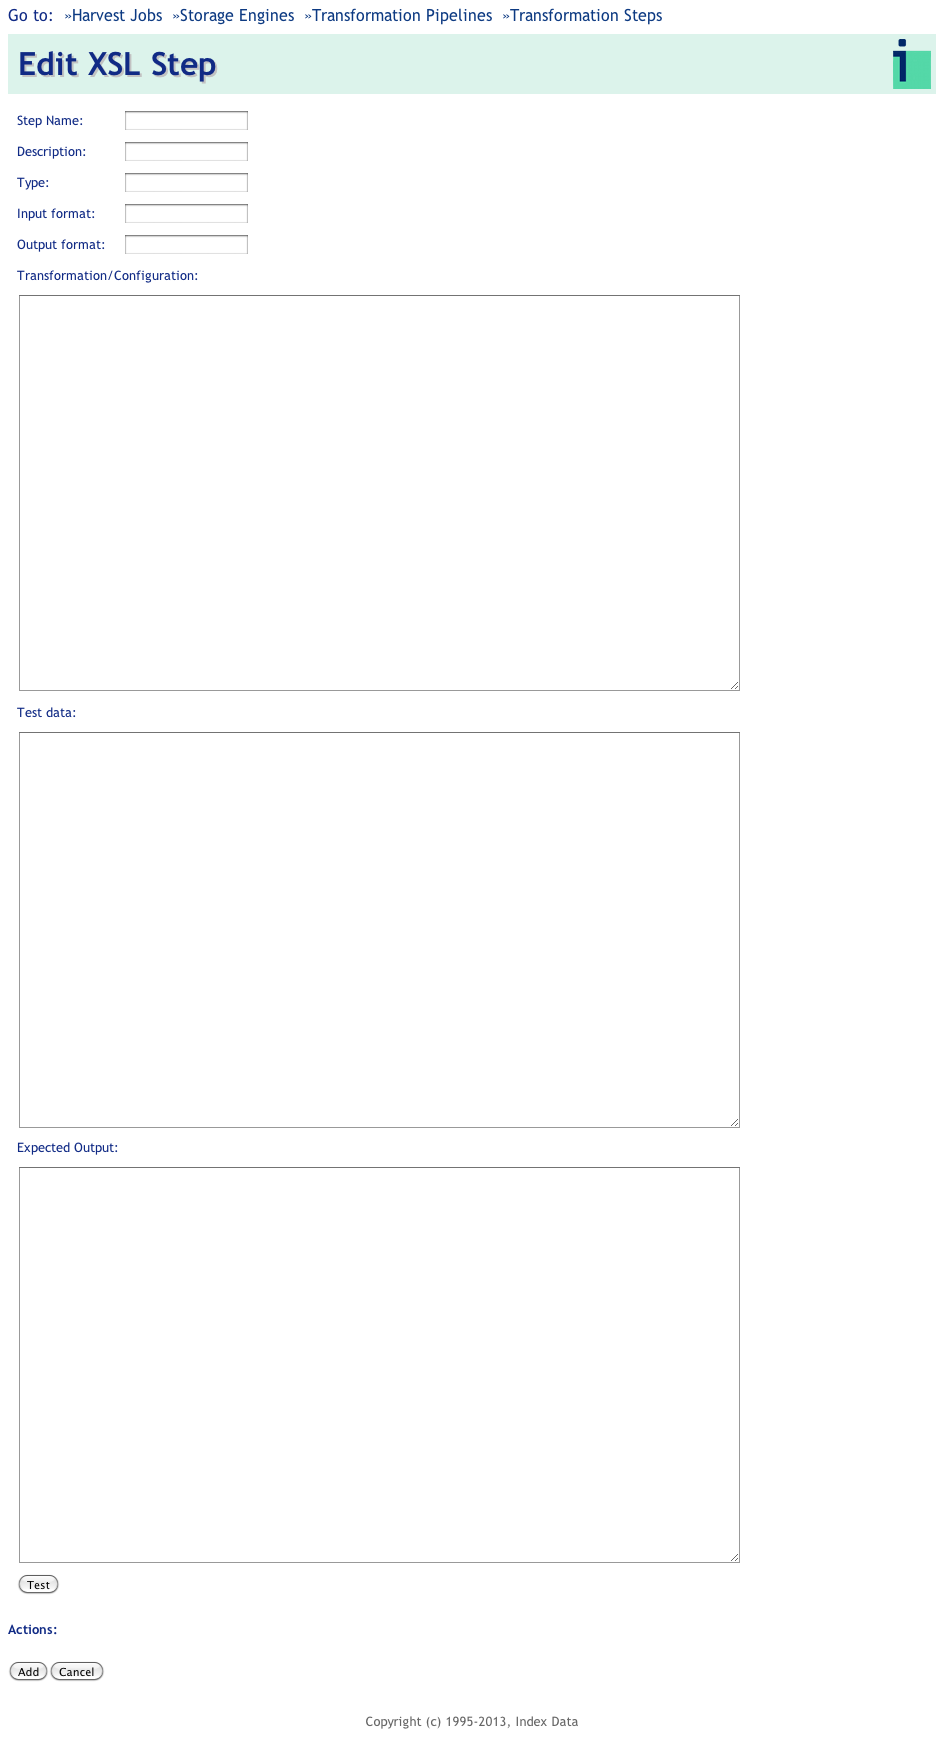 Go to: »Harvest Jobs »Storage Engines »Transformation Pipelines »Transformation Steps
Edit XSL Step
Step Name:
Description:
Type:
Input format:
Output format:
Transformation/Configuration:
Test data:
Expected Output:
Test
Actions:
Add Cancel
Copyright (c) 1995-2013, Index Data